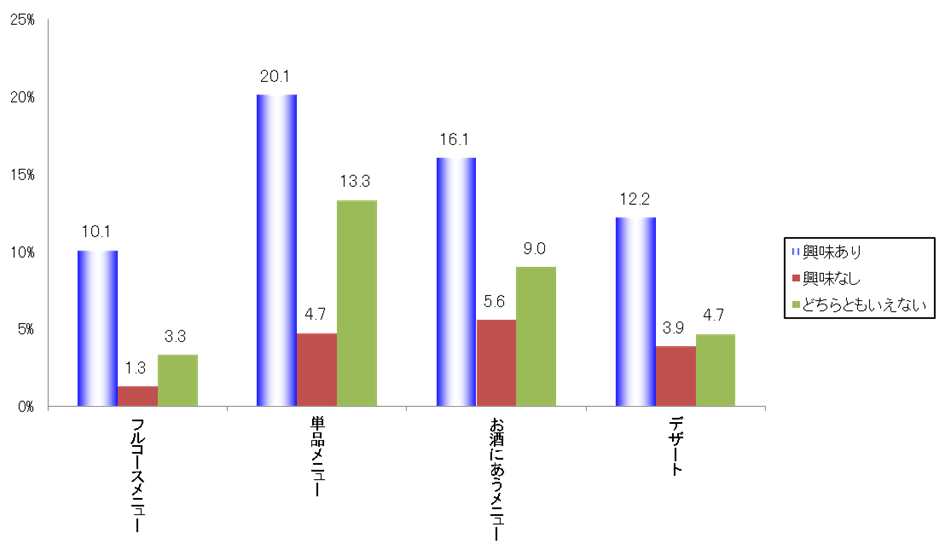 25%
20%
15%
10%
5%
0%
10.1
1.3
3.3
20.1
4.7
13.3
16.1
5.6
9.0
12.2
3.9
4.7
フルコースメニュー
単品メニュー
お酒にあうメニュー
デザート
興味あり
興味なし
どちらともいえない